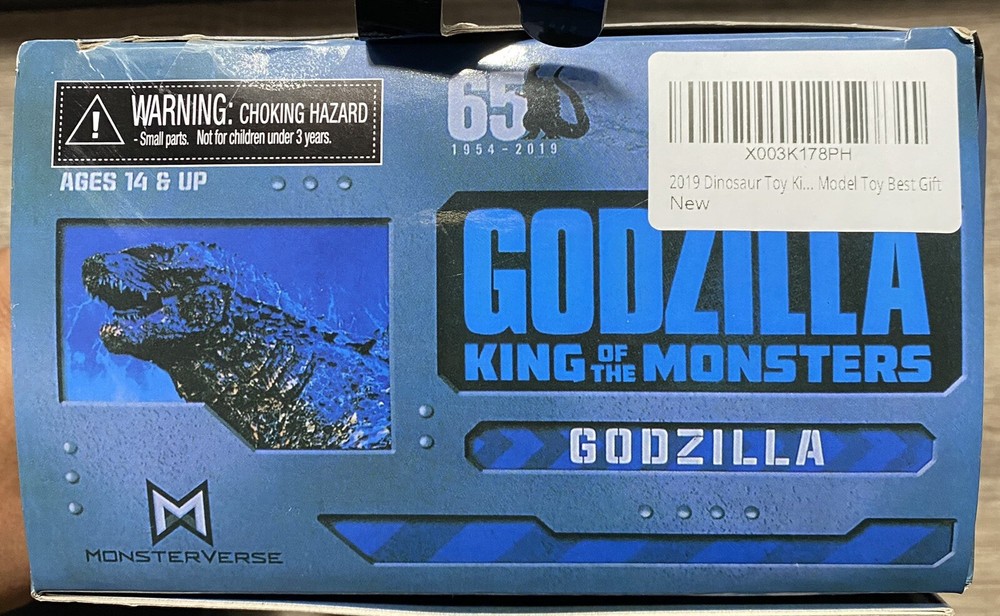 WARNING: CHOKING HAZARD
- Small parts. Not for children under 3 years.
AGES 14 & UP
65
1954-2019
X003K178PH
2019 Dinosaur Toy Ki... Model Toy Best Gift
New
GODZILLA
KING OF THE MONSTERS
GODZILLA
MONSTERVERSE